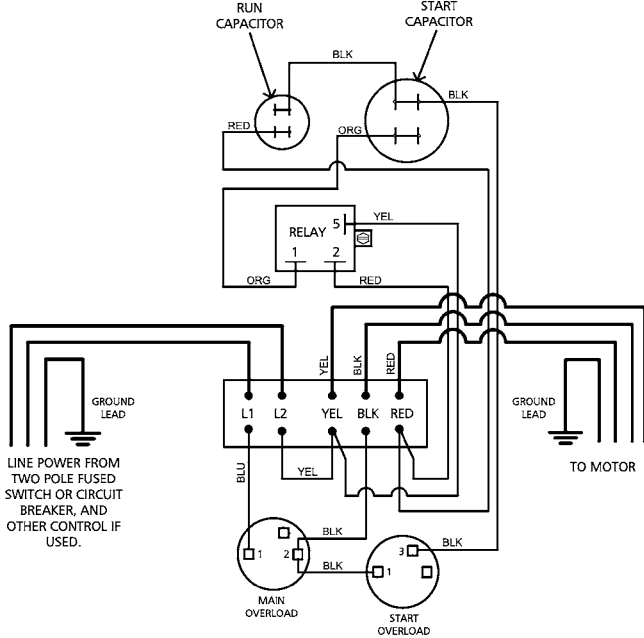 RUN
CAPACITOR
START
CAPACITOR
BLK
BLK
RED
ORG
YEL
5
RELAY
1
2
ORG
RED
YEL
BLK
RED
GROUND
LEAD
L1
L2
YEL
BLK
RED
GROUND
LEAD
LINE POWER FROM
TWO POLE FUSED
SWITCH OR CIRCUIT
BREAKER, AND
OTHER CONTROL IF
USED.
TO MOTOR
BLU
YEL
BLK
BLK
3
BLK
1
2
1
MAIN
OVERLOAD
START
OVERLOAD